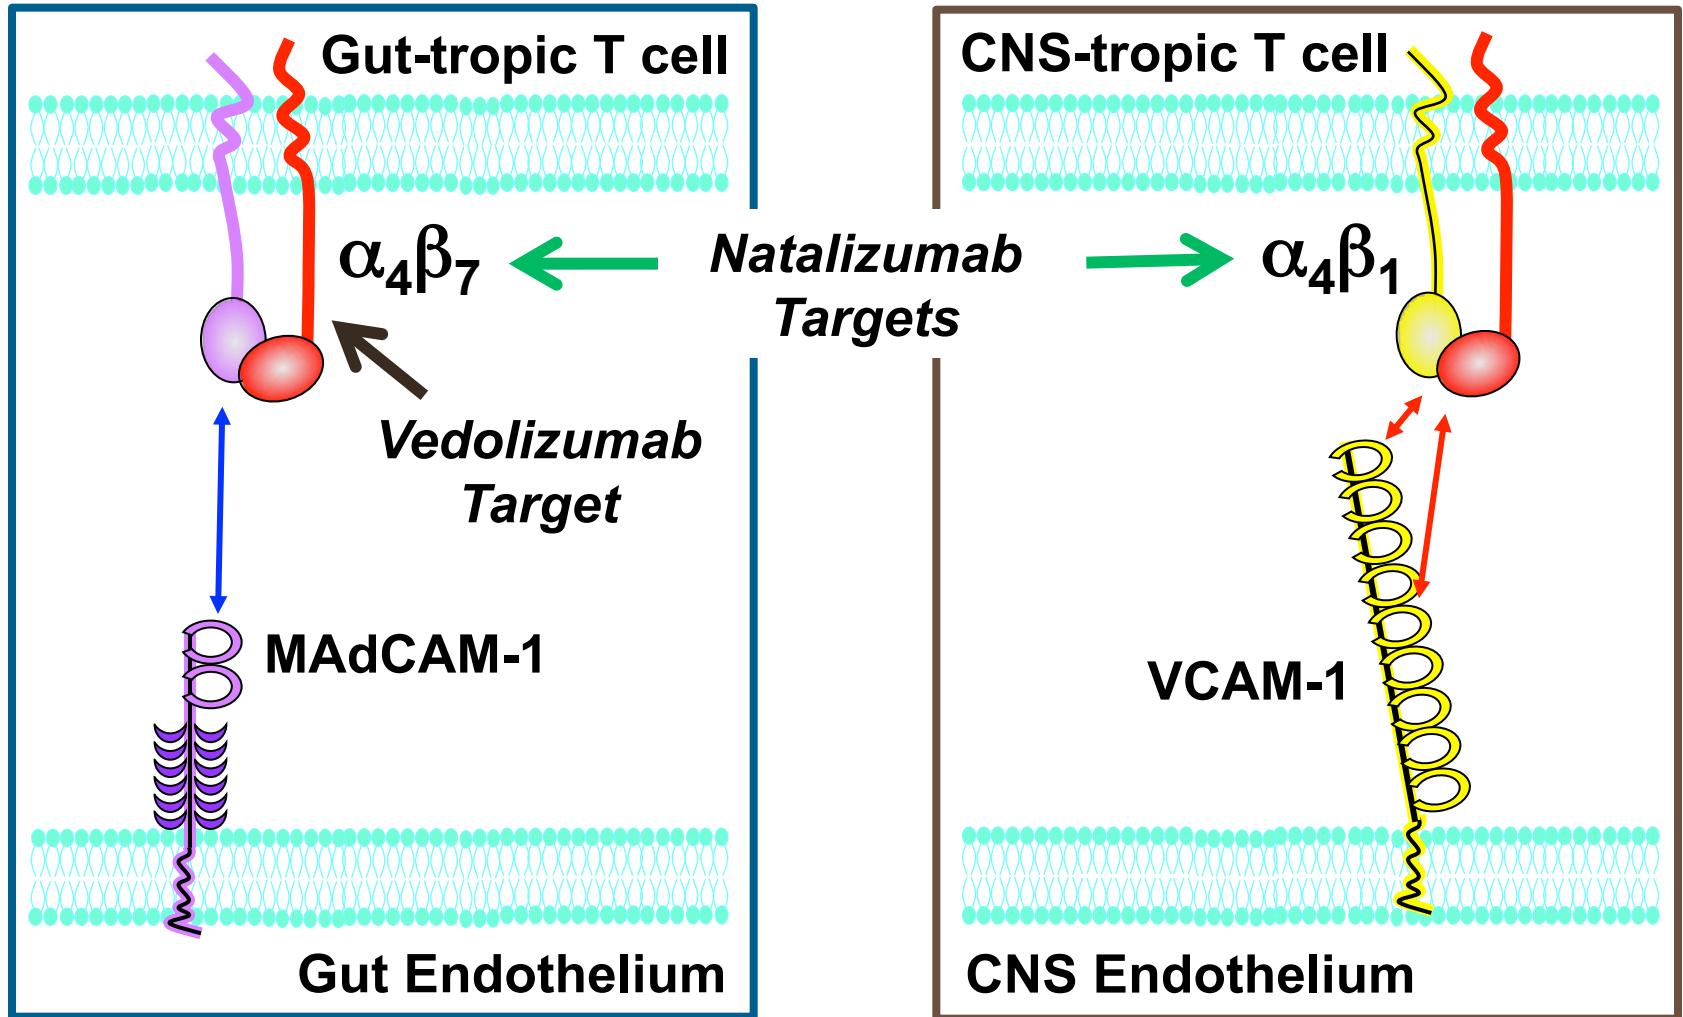 Gut-tropic T cell
α4β7
Vedolizumab
Target
MAdCAM-1
Gut Endothelium
Natalizumab
Targets
CNS-tropic T cell
α4β1
VCAM-1
CNS Endothelium